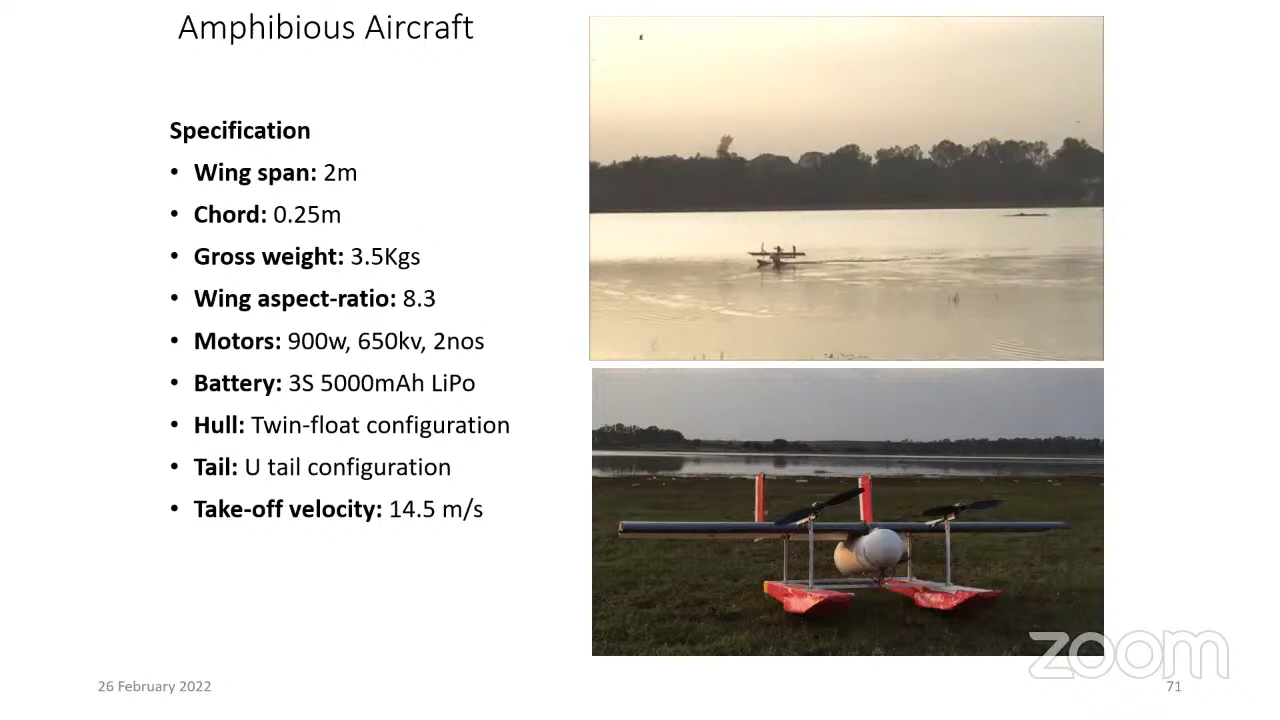 Amphibious Aircraft
Specification
• Wing span: 2m
• Chord: 0.25m
• Gross weight: 3.5Kgs
• Wing aspect-ratio: 8.3
• Motors: 900w, 650kv, 2nos
• Battery: 3S 5000mAh LiPo
• Hull: Twin-float configuration
• Tail: U tail configuration
• Take-off velocity: 14.5 m/s
zoom
26 February 2022
71